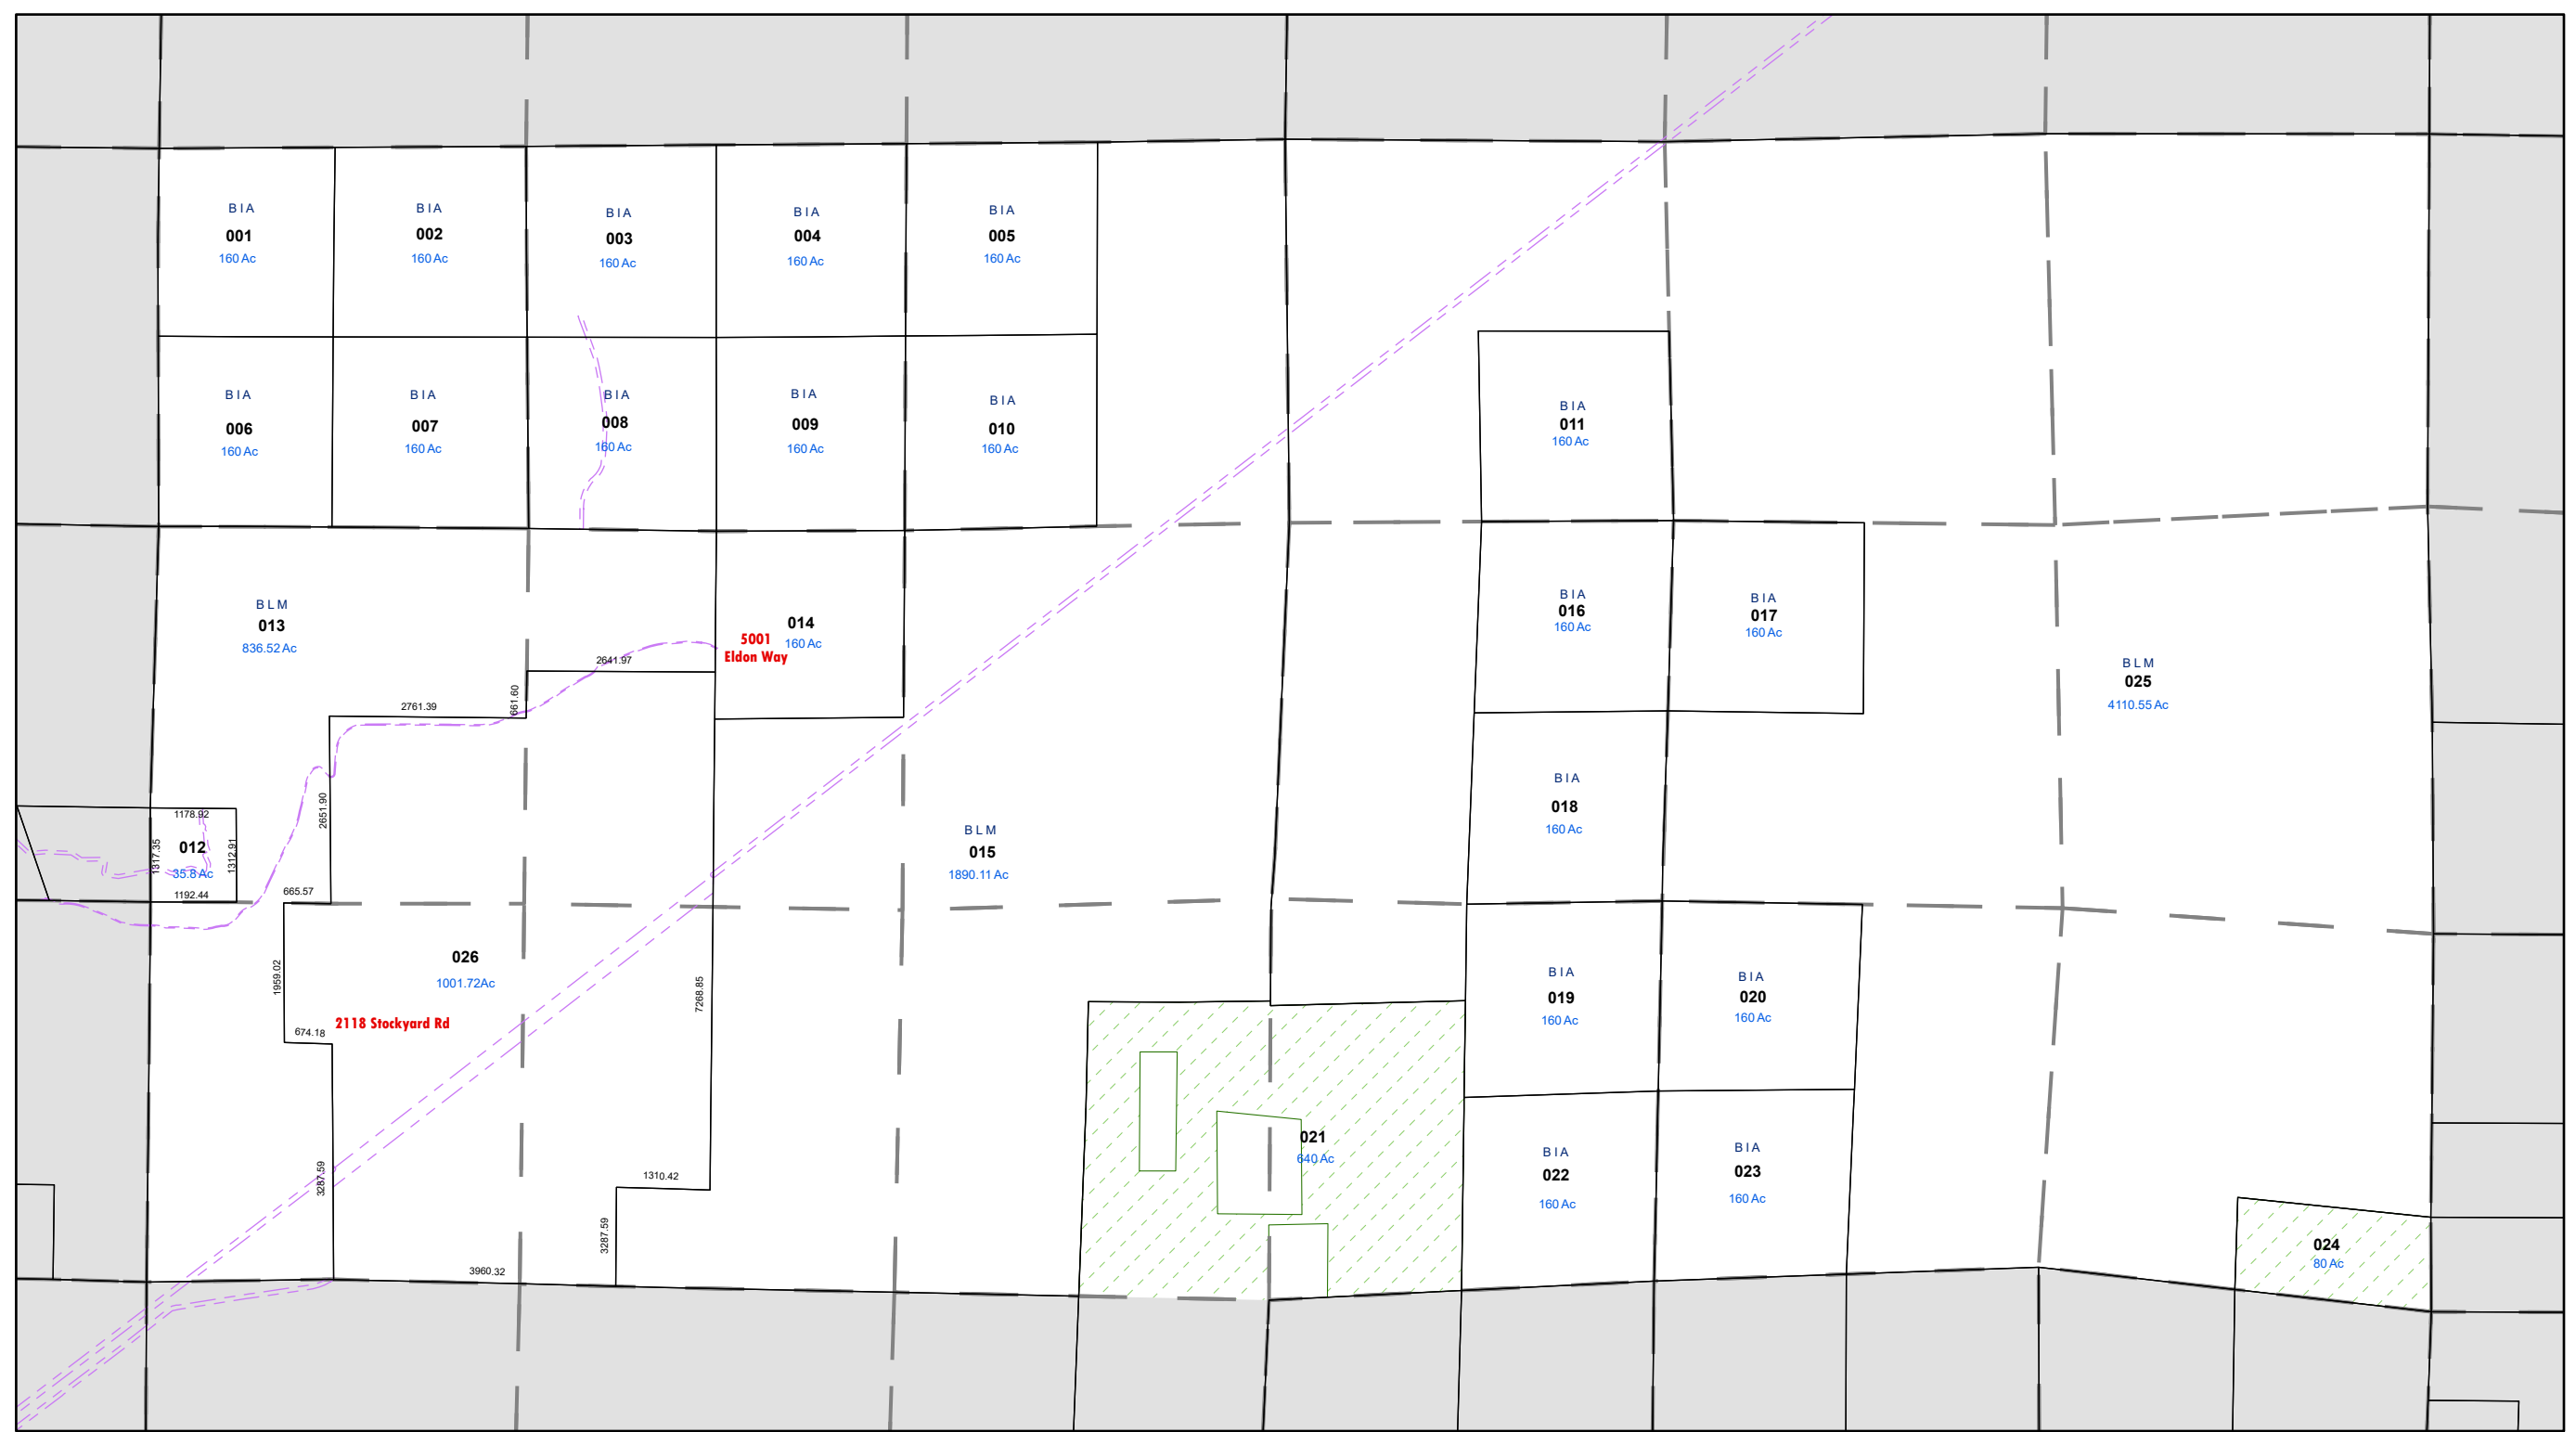 BIA
001
160 Ac
BIA
002
160 Ac
BIA
003
160 Ac
BIA
004
160 Ac
BIA
005
160 Ac
BIA
006
160 Ac
BIA
007
160 Ac
BIA
008
160 Ac
BIA
009
160 Ac
BIA
010
160 Ac
BIA
011
160 Ac
BLM
013
836.52 Ac
014
160 Ac
5001
Eldon Way
2641.97
661.60
2761.39
2651.90
BIA
016
160 Ac
BIA
017
160 Ac
BLM
025
4110.55 Ac
1178.92
1317.35
012
35.8 Ac
1312.91
1192.44
665.57
BLM
015
1890.11 Ac
BIA
018
160 Ac
026
1001.72Ac
1959.02
674.18
2118 Stockyard Rd
7268.85
BIA
019
160 Ac
BIA
020
160 Ac
021
640 Ac
BIA
022
160 Ac
BIA
023
160 Ac
3287.59
1310.42
3287.59
3960.32
024
80 Ac